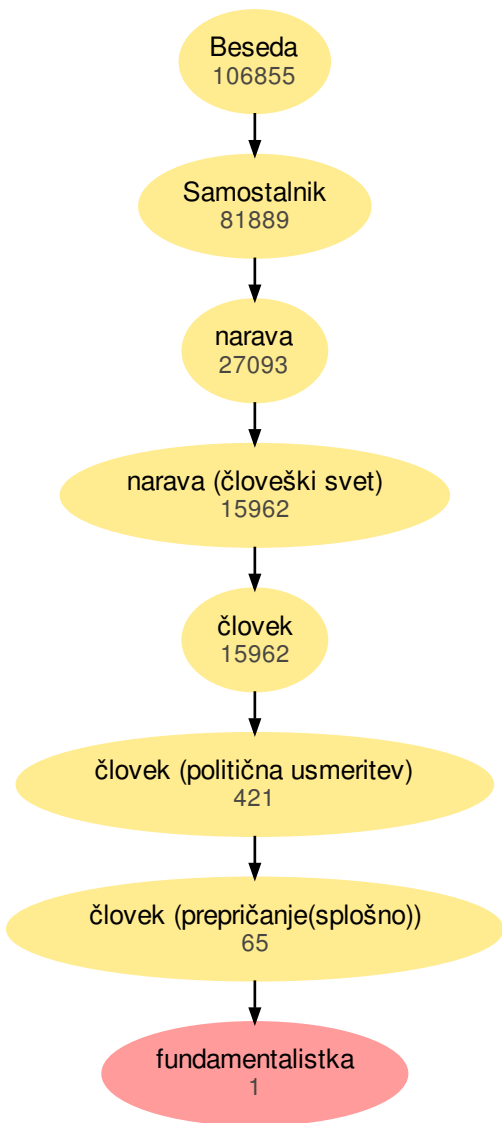 Beseda
106855
Samostalnik
81889
narava
27093
narava (človeški svet)
15962
človek
15962
človek (politična usmeritev)
421
človek (prepričanje(splošno))
65
fundamentalistka
1